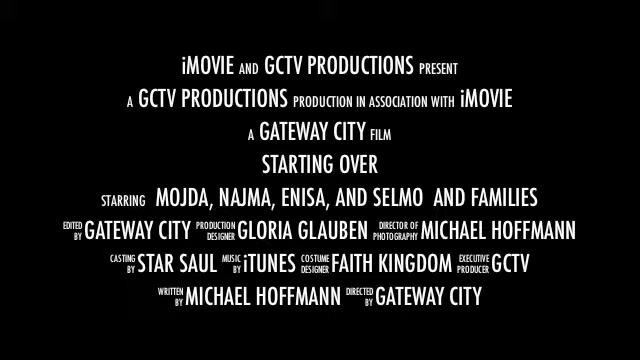 iMOVIE AND GCTV PRODUCTIONS PRESENT
A GCTV PRODUCTIONS PRODUCTION IN ASSOCIATION WITH iMOVIE
A GATEWAY CITY FILM
STARTING OVER
STARRING MOJDA, NAJMA, ENISA, AND SELMO AND FAMILIES
EDITED BY GATEWAY CITY PRODUCTION DESIGNER GLORIA GLAUBEN DIRECTOR OF PHOTOGRAPHY MICHAEL HOFFMANN
CASTING BY STAR SAUL MUSIC BY iTUNES COSTUME DESIGNER FAITH KINGDOM EXECUTIVE PRODUCER GCTV
WRITTEN BY MICHAEL HOFFMANN DIRECTED BY GATEWAY CITY